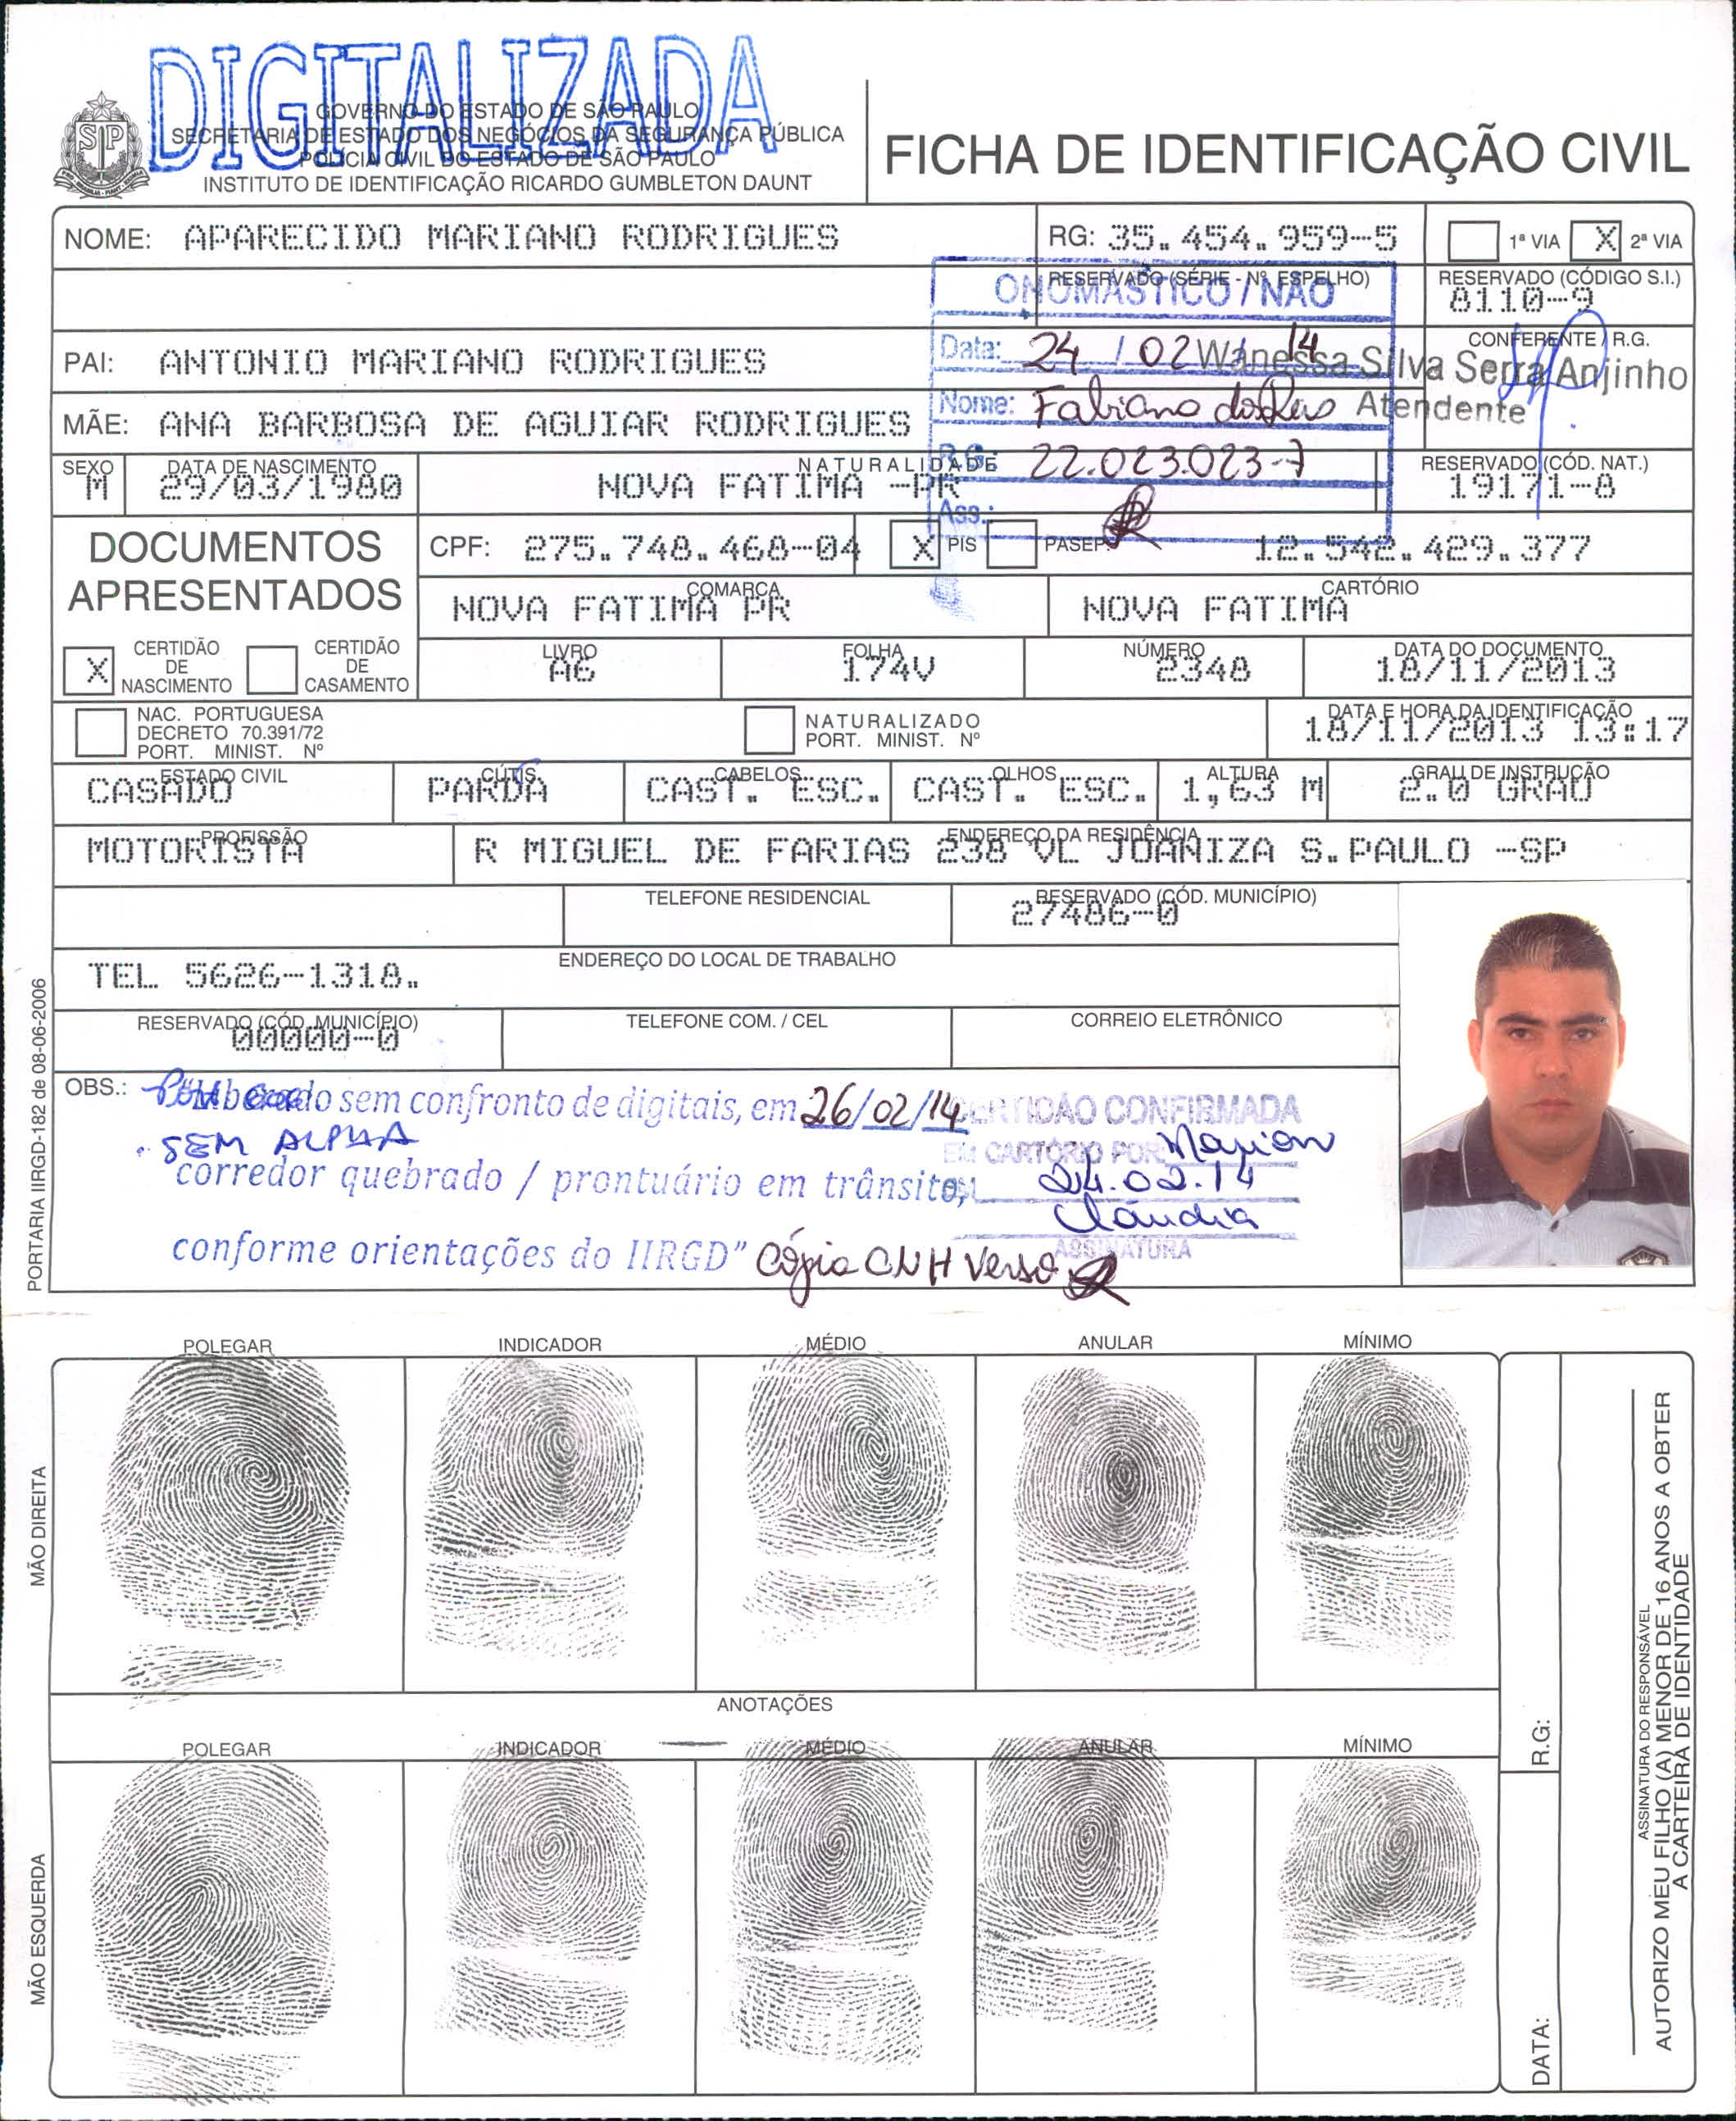 DIGITALIZADA
GOVERNO DO ESTADO DE SÃO PAULO
SECRETARIA DE ESTADO DOS NEGÓCIOS DA SEGURANÇA PÚBLICA
POLÍCIA CIVIL DO ESTADO DE SÃO PAULO
INSTITUTO DE IDENTIFICAÇÃO RICARDO GUMBLETON DAUNT
FICHA DE IDENTIFICAÇÃO CIVIL
NOME: APARECIDO MARIANO RODRIGUES
RG: 35.454.959-5
1ª VIA X 2ª VIA
RESERVADO (SÉRIE - Nº ESPELHO)
RESERVADO (CÓDIGO S.I.)
8110-9
ONOMÁSTICO / NÃO
Data: 24 / 02 14
Nome: Fabiano dos Reis
R.G.: 22.023.023-7
Ass.:
PAI: ANTONIO MARIANO RODRIGUES
CONFERENTE / R.G.
Wanessa Silva Serra Anjinho
Atendente
MÃE: ANA BARBOSA DE AGUIAR RODRIGUES
SEXO
M
DATA DE NASCIMENTO
29/03/1980
NATURALIDADE
NOVA FATIMA -PR
RESERVADO (CÓD. NAT.)
19171-8
DOCUMENTOS
APRESENTADOS
CPF: 275.748.468-04
X PIS PASEP 12.542.429.377
COMARCA
NOVA FATIMA PR
CARTÓRIO
NOVA FATIMA
X CERTIDÃO DE NASCIMENTO
CERTIDÃO DE CASAMENTO
LIVRO
A6
FOLHA
174V
NÚMERO
2348
DATA DO DOCUMENTO
18/11/2013
NAC. PORTUGUESA
DECRETO 70.391/72
PORT. MINIST. Nº
NATURALIZADO
PORT. MINIST. Nº
DATA E HORA DA IDENTIFICAÇÃO
18/11/2013 13:17
ESTADO CIVIL
CASADO
CÚTIS
PARDA
CABELOS
CAST. ESC.
OLHOS
CAST. ESC.
ALTURA
1,63 M
GRAU DE INSTRUÇÃO
2.0 GRAU
PROFISSÃO
MOTORISTA
ENDEREÇO DA RESIDÊNCIA
R MIGUEL DE FARIAS 238 VL JOANIZA S.PAULO -SP
TELEFONE RESIDENCIAL
RESERVADO (CÓD. MUNICÍPIO)
27486-0
ENDEREÇO DO LOCAL DE TRABALHO
TEL 5626-1318.
RESERVADO (CÓD. MUNICÍPIO)
00000-0
TELEFONE COM. / CEL
CORREIO ELETRÔNICO
OBS.:
sem confronto de digitais, em 26/02/14
SEM ALPHA
corredor quebrado / prontuário em trânsito,
conforme orientações do IIRGD" Cópia CNH Verso
CERTIDÃO CONFIRMADA
EM CARTÓRIO POR: Marion
24.02.14
Claudia
ASSINATURA
PORTARIA IIRGD-182 de 08-06-2006
POLEGAR INDICADOR MÉDIO ANULAR MÍNIMO
MÃO DIREITA
ANOTAÇÕES
POLEGAR INDICADOR MÉDIO ANULAR MÍNIMO
MÃO ESQUERDA
R.G:
DATA:
ASSINATURA DO RESPONSÁVEL
AUTORIZO MEU FILHO (A) MENOR DE 16 ANOS A OBTER
A CARTEIRA DE IDENTIDADE